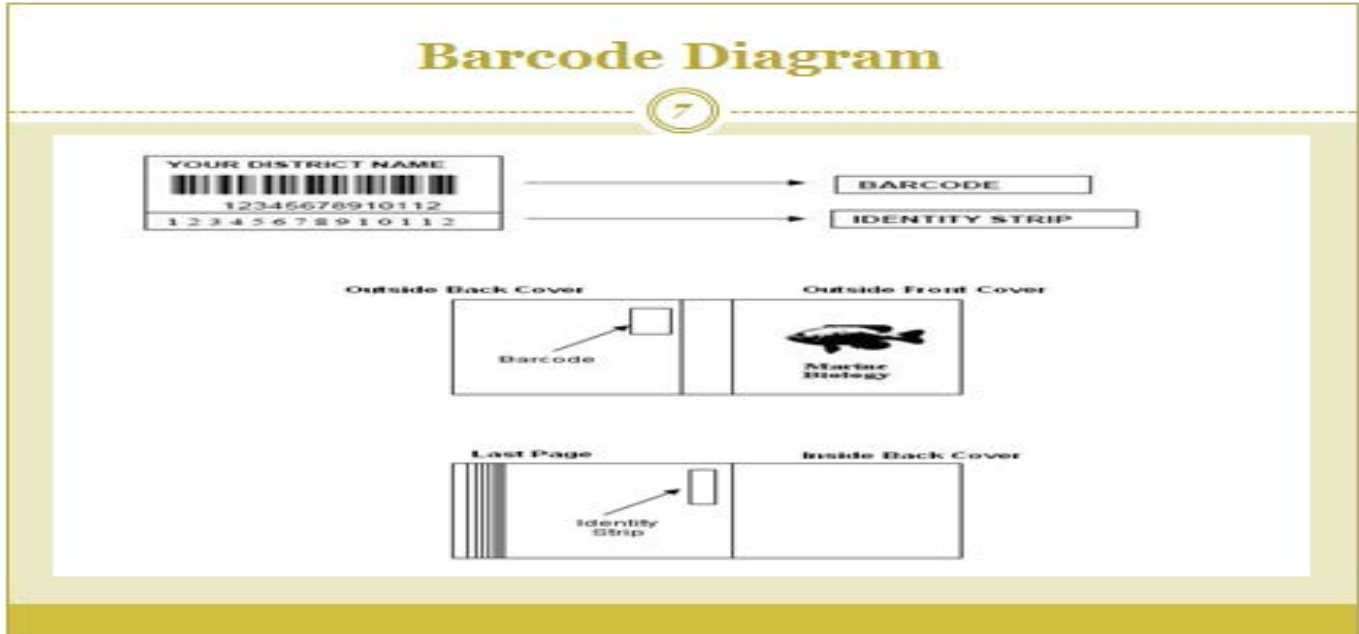 Barcode Diagram
7
YOUR DISTRICT NAME
12345678910112
1 2 3 4 5 6 7 8 9 1 0 1 1 2
BARCODE
IDENTITY STRIP
Outside Back Cover
Outside Front Cover
Barcode
Marine
Biology
Last Page
Inside Back Cover
Identity
Strip